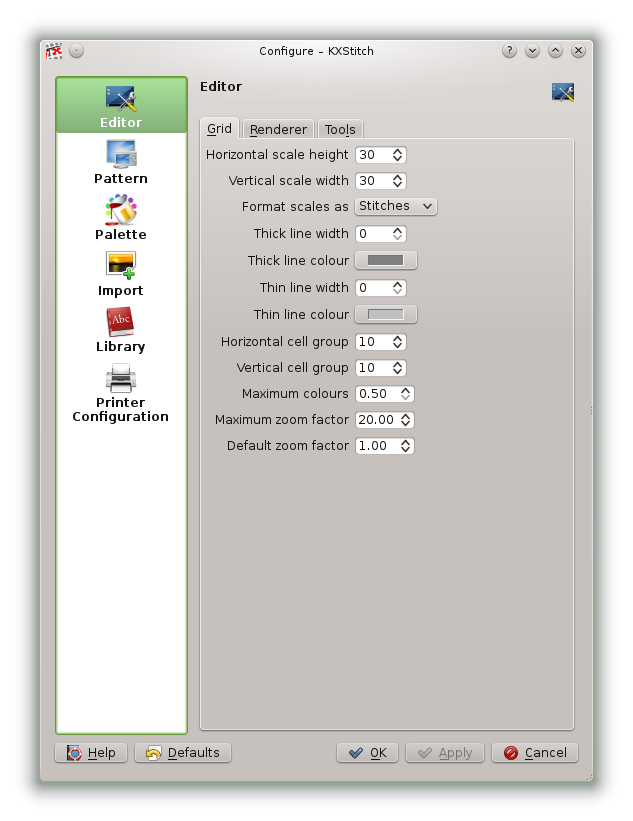 Configure – KXStitch
Editor
Pattern
Palette
Import
Abc
Library
Printer
Configuration
Editor
Grid Renderer Tools
Horizontal scale height 30
Vertical scale width 30
Format scales as Stitches
Thick line width 0
Thick line colour
Thin line width 0
Thin line colour
Horizontal cell group 10
Vertical cell group 10
Maximum colours 0.50
Maximum zoom factor 20.00
Default zoom factor 1.00
Help Defaults OK Apply Cancel